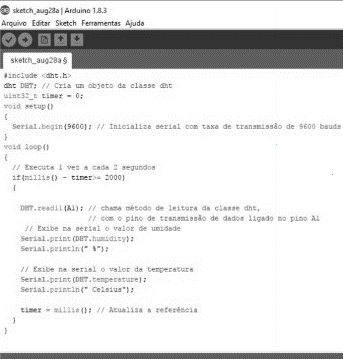 sketch_aug28a | Arduino 1.8.3
Arquivo Editar Sketch Ferramentas Ajuda
sketch_aug28a §
#include <dht.h>
dht DHT; // Cria um objeto da classe dht
uint32_t timer = 0;
void setup()
{
Serial.begin(9600); // Inicializa serial com taxa de transmissão de 9600 bauds
}
void loop()
{
// Executa 1 vez a cada 2 segundos
if(millis() - timer>= 2000)
{
DHT.read11(A1); // chama método de leitura da classe dht,
// com o pino de transmissão de dados ligado no pino A1
// Exibe na serial o valor de umidade
Serial.print(DHT.humidity);
Serial.println(" %");
// Exibe na serial o valor da temperatura
Serial.print(DHT.temperature);
Serial.println(" Celsius");
timer = millis(); // Atualiza a referência
}
}